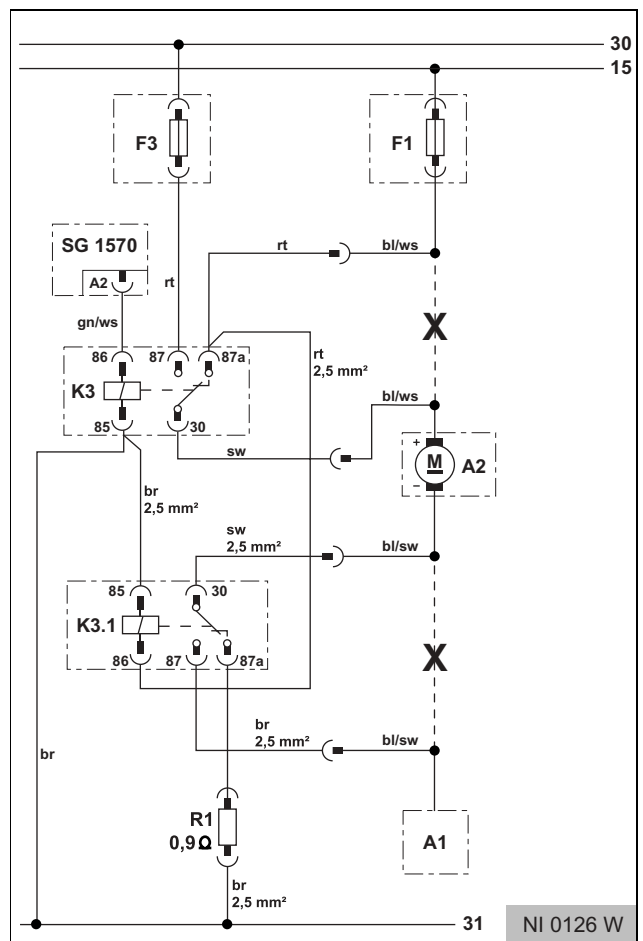 30
15
F3
F1
SG 1570
A2
rt
bl/ws
rt
gn/ws
86
87
87a
rt
2,5 mm²
X
K3
85
30
bl/ws
sw
+
M
–
A2
br
2,5 mm²
sw
2,5 mm²
bl/sw
85
30
K3.1
86
87
87a
X
br
br
2,5 mm²
bl/sw
R1
0,9 Ω
A1
br
2,5 mm²
31
NI 0126 W